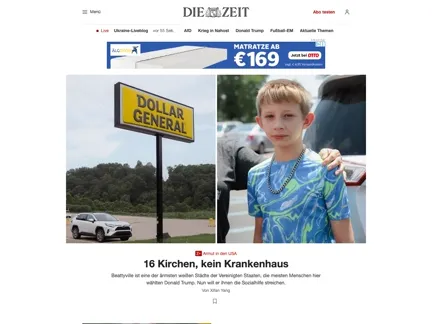 Menü
DIE ZEIT
Abo testen
Live Ukraine-Liveblog vor 55 Sek. AfD Krieg in Nahost Donald Trump Fußball-EM Aktuelle Themen
MATRATZE AB
€169
Jetzt bei OTTO
DOLLAR
GENERAL
Z+ Armut in den USA
16 Kirchen, kein Krankenhaus
Beattyville ist eine der ärmsten weißen Städte der Vereinigten Staaten, die meisten Menschen hier
wählten Donald Trump. Nun will er ihnen die Sozialhilfe streichen.
Von Xifan Yang